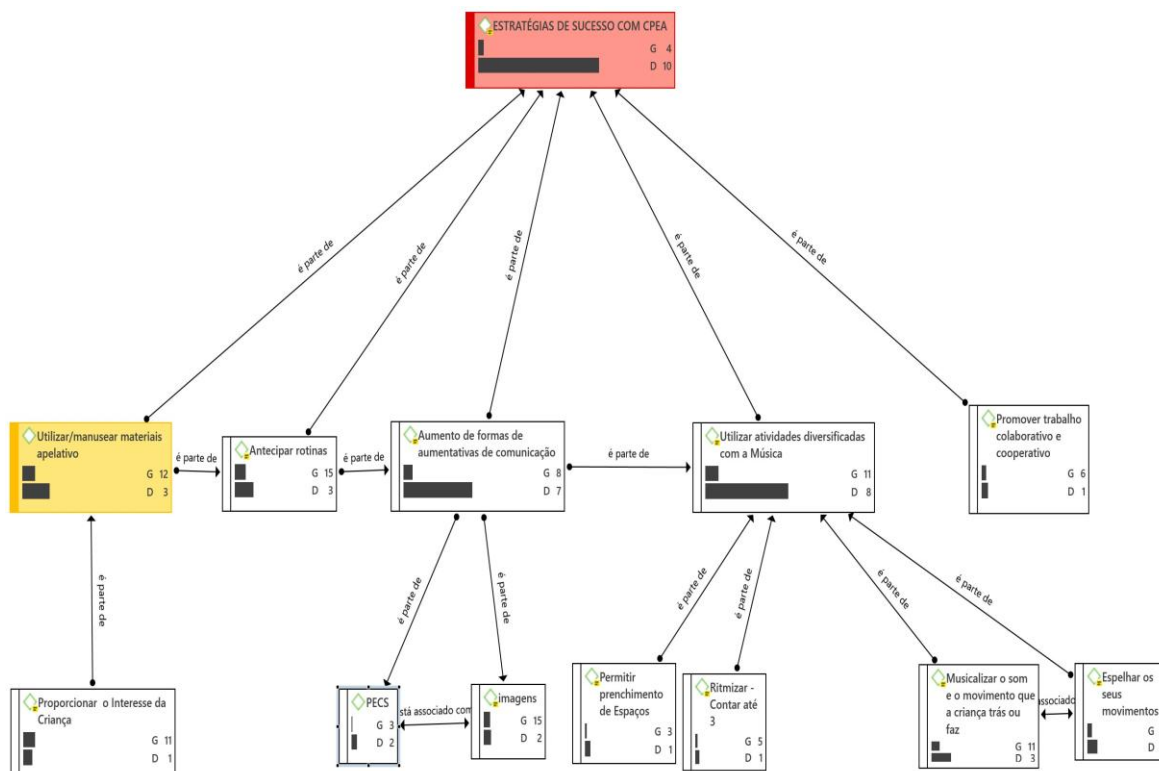 ESTRATÉGIAS DE SUCESSO COM CPEA
G 4
D 10
é parte de
é parte de
é parte de
é parte de
é parte de
Utilizar/manusear materiais
apelativo
G 12
D 3
é parte de
Antecipar rotinas
G 15
D 3
é parte de
Aumento de formas de
aumentativas de comunicação
G 8
D 7
é parte de
Utilizar atividades diversificadas
com a Música
G 11
D 8
Promover trabalho
colaborativo e
cooperativo
G 6
D 1
é parte de
é parte de
é parte de
é parte de
é parte de
é parte de
é parte de
Proporcionar o Interesse da
Criança
G 11
D 1
PECS
G 3
D 2
stá associado com
imagens
G 15
D 2
Permitir
prenchimento
de Espaços
G 3
D 1
Ritmizar -
Contar até
3
G 5
D 1
Musicalizar o som
e o movimento que
a criança trás ou
faz
G 11
D 3
associado
Espelhar os
seus
movimentos
G
D